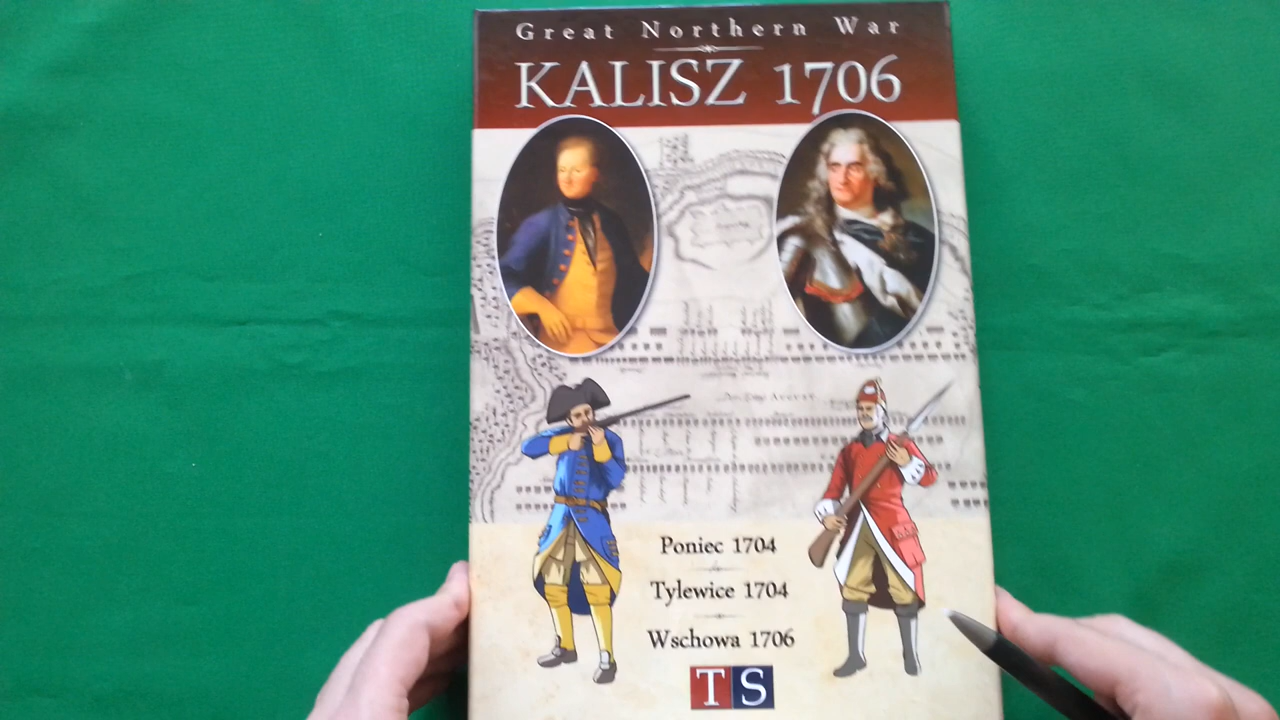 Great Northern War
KALISZ 1706
Poniec 1704
Tylewice 1704
Wschowa 1706
TS